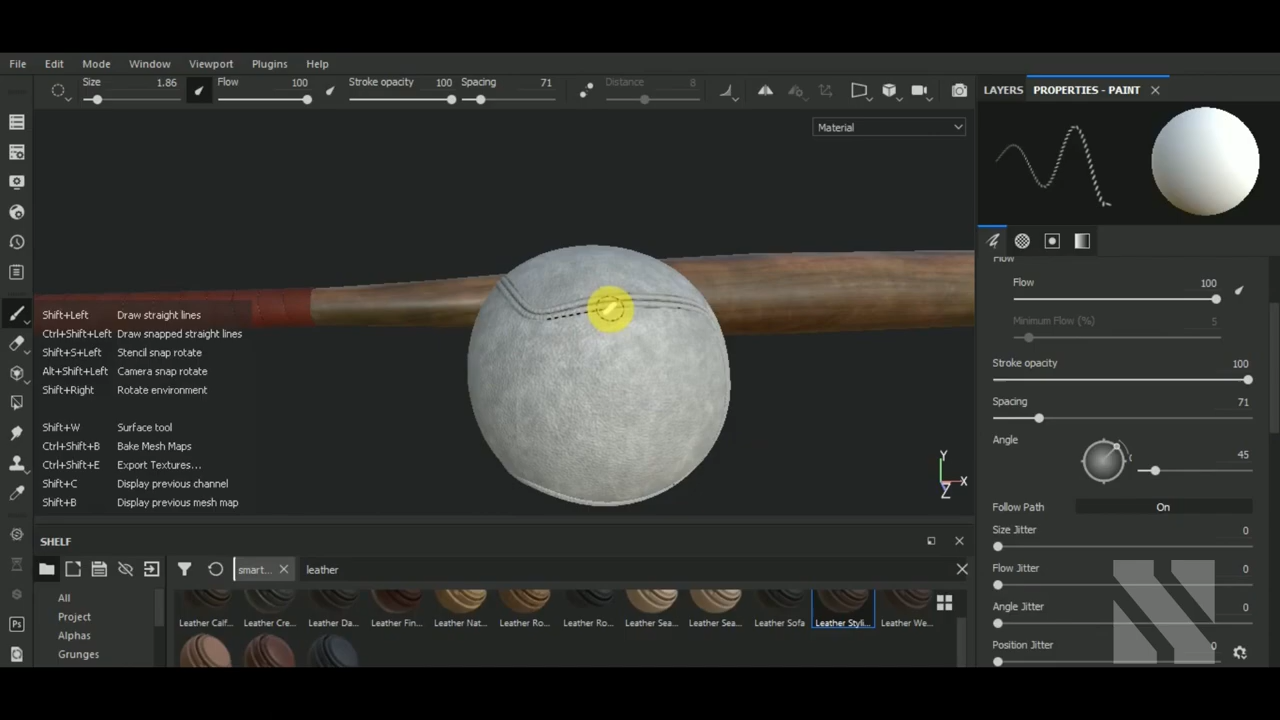 File Edit Mode Window Viewport Plugins Help
Size 1.86 Flow 100 Stroke opacity 100 Spacing 71 Distance 8
LAYERS PROPERTIES - PAINT
Material
Flow
Flow 100
Minimum Flow (%) 5
Stroke opacity 100
Spacing 71
Angle 45
Follow Path On
Size Jitter 0
Flow Jitter 0
Angle Jitter 0
Position Jitter 0
Shift+Left Draw straight lines
Ctrl+Shift+Left Draw snapped straight lines
Shift+S+Left Stencil snap rotate
Alt+Shift+Left Camera snap rotate
Shift+Right Rotate environment
Shift+W Surface tool
Ctrl+Shift+B Bake Mesh Maps
Ctrl+Shift+E Export Textures...
Shift+C Display previous channel
Shift+B Display previous mesh map
Y
X
Z
SHELF
smart... leather
All
Project
Alphas
Grunges
Leather Calf... Leather Cre... Leather Da... Leather Fin... Leather Nat... Leather Ro... Leather Ro... Leather Sea... Leather Sea... Leather Sofa Leather Styli... Leather We...
Ps